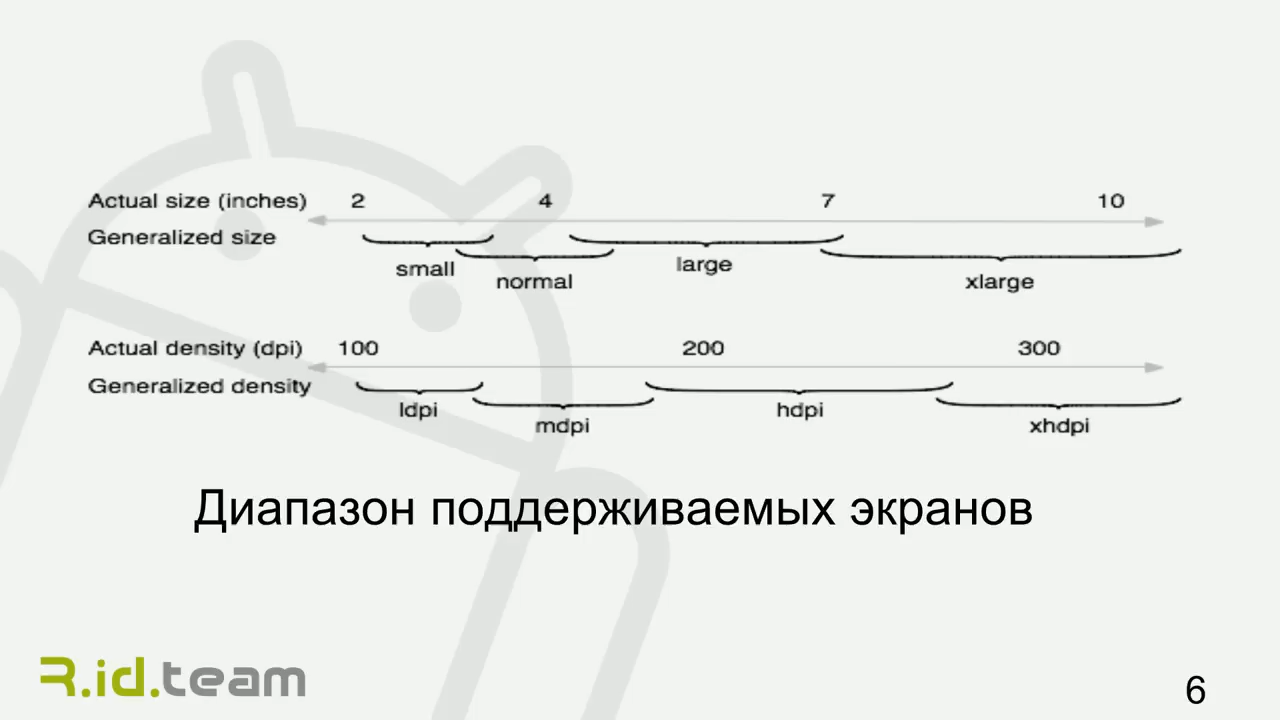 Actual size (inches) 2 4 7 10
Generalized size
small normal large xlarge
Actual density (dpi) 100 200 300
Generalized density
ldpi mdpi hdpi xhdpi
Диапазон поддерживаемых экранов
R.id.team
6